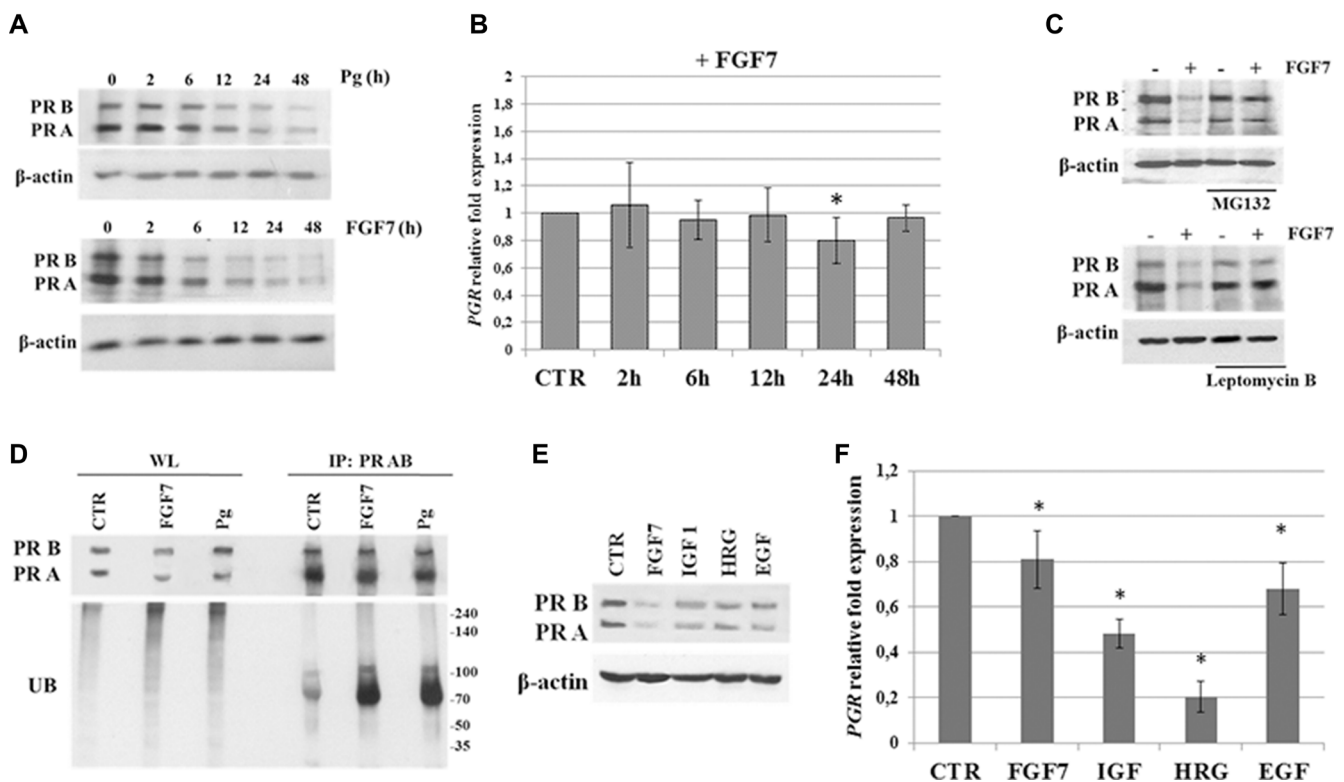 A
0 2 6 12 24 48 Pg (h)
PR B
PR A
β-actin
0 2 6 12 24 48 FGF7 (h)
PR B
PR A
β-actin
B
+ FGF7
PGR relative fold expression
2
1,8
1,6
1,4
1,2
1
0,8
0,6
0,4
0,2
0
*
CTR 2h 6h 12h 24h 48h
C
- + - + FGF7
PR B
PR A
β-actin
MG132
- + - + FGF7
PR B
PR A
β-actin
Leptomycin B
D
WL IP: PR AB
CTR FGF7 Pg CTR FGF7 Pg
PR B
PR A
UB
-240
-140
-100
-70
-50
-35
E
CTR FGF7 IGF 1 HRG EGF
PR B
PR A
β-actin
F
PGR relative fold expression
1,2
1
0,8
0,6
0,4
0,2
0
* * * *
CTR FGF7 IGF HRG EGF